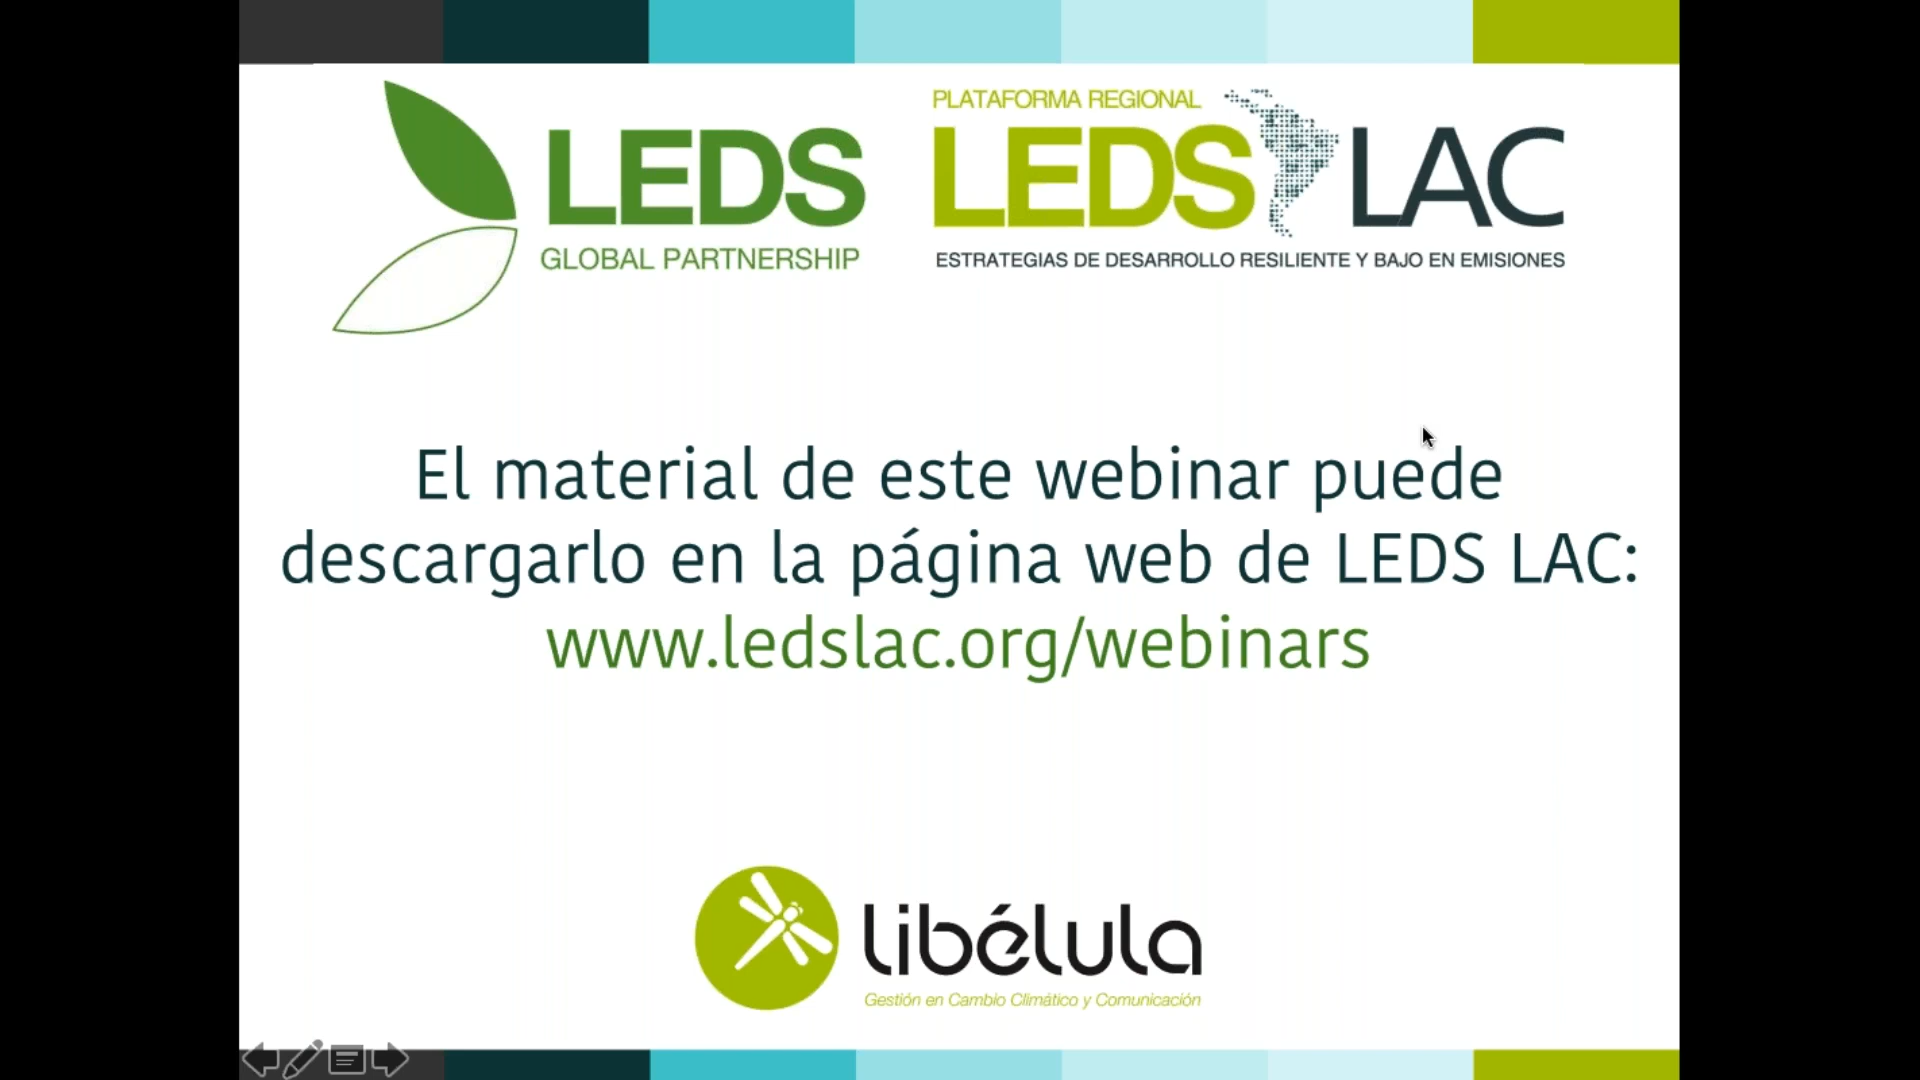 LEDS
GLOBAL PARTNERSHIP
PLATAFORMA REGIONAL
LEDS LAC
ESTRATEGIAS DE DESARROLLO RESILIENTE Y BAJO EN EMISIONES
El material de este webinar puede
descargarlo en la página web de LEDS LAC:
www.ledslac.org/webinars
libélula
Gestión en Cambio Climático y Comunicación